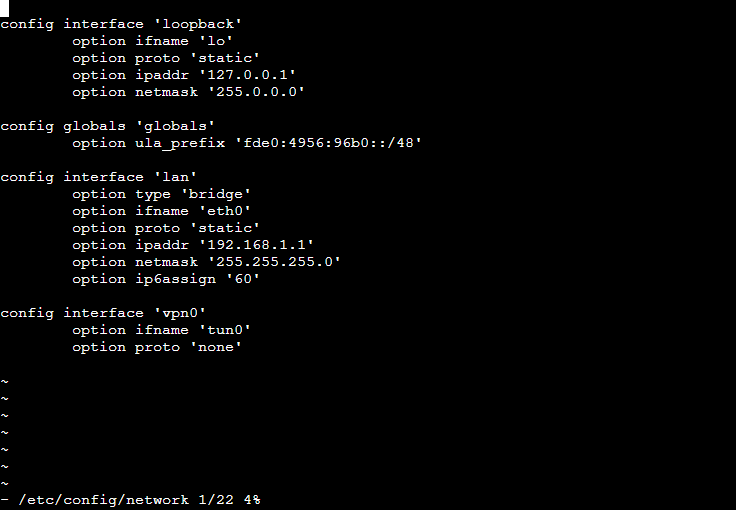 config interface 'loopback'
option ifname 'lo'
option proto 'static'
option ipaddr '127.0.0.1'
option netmask '255.0.0.0'
config globals 'globals'
option ula_prefix 'fde0:4956:96b0::/48'
config interface 'lan'
option type 'bridge'
option ifname 'eth0'
option proto 'static'
option ipaddr '192.168.1.1'
option netmask '255.255.255.0'
option ip6assign '60'
config interface 'vpn0'
option ifname 'tun0'
option proto 'none'
~
~
~
~
~
~
~
- /etc/config/network 1/22 4%